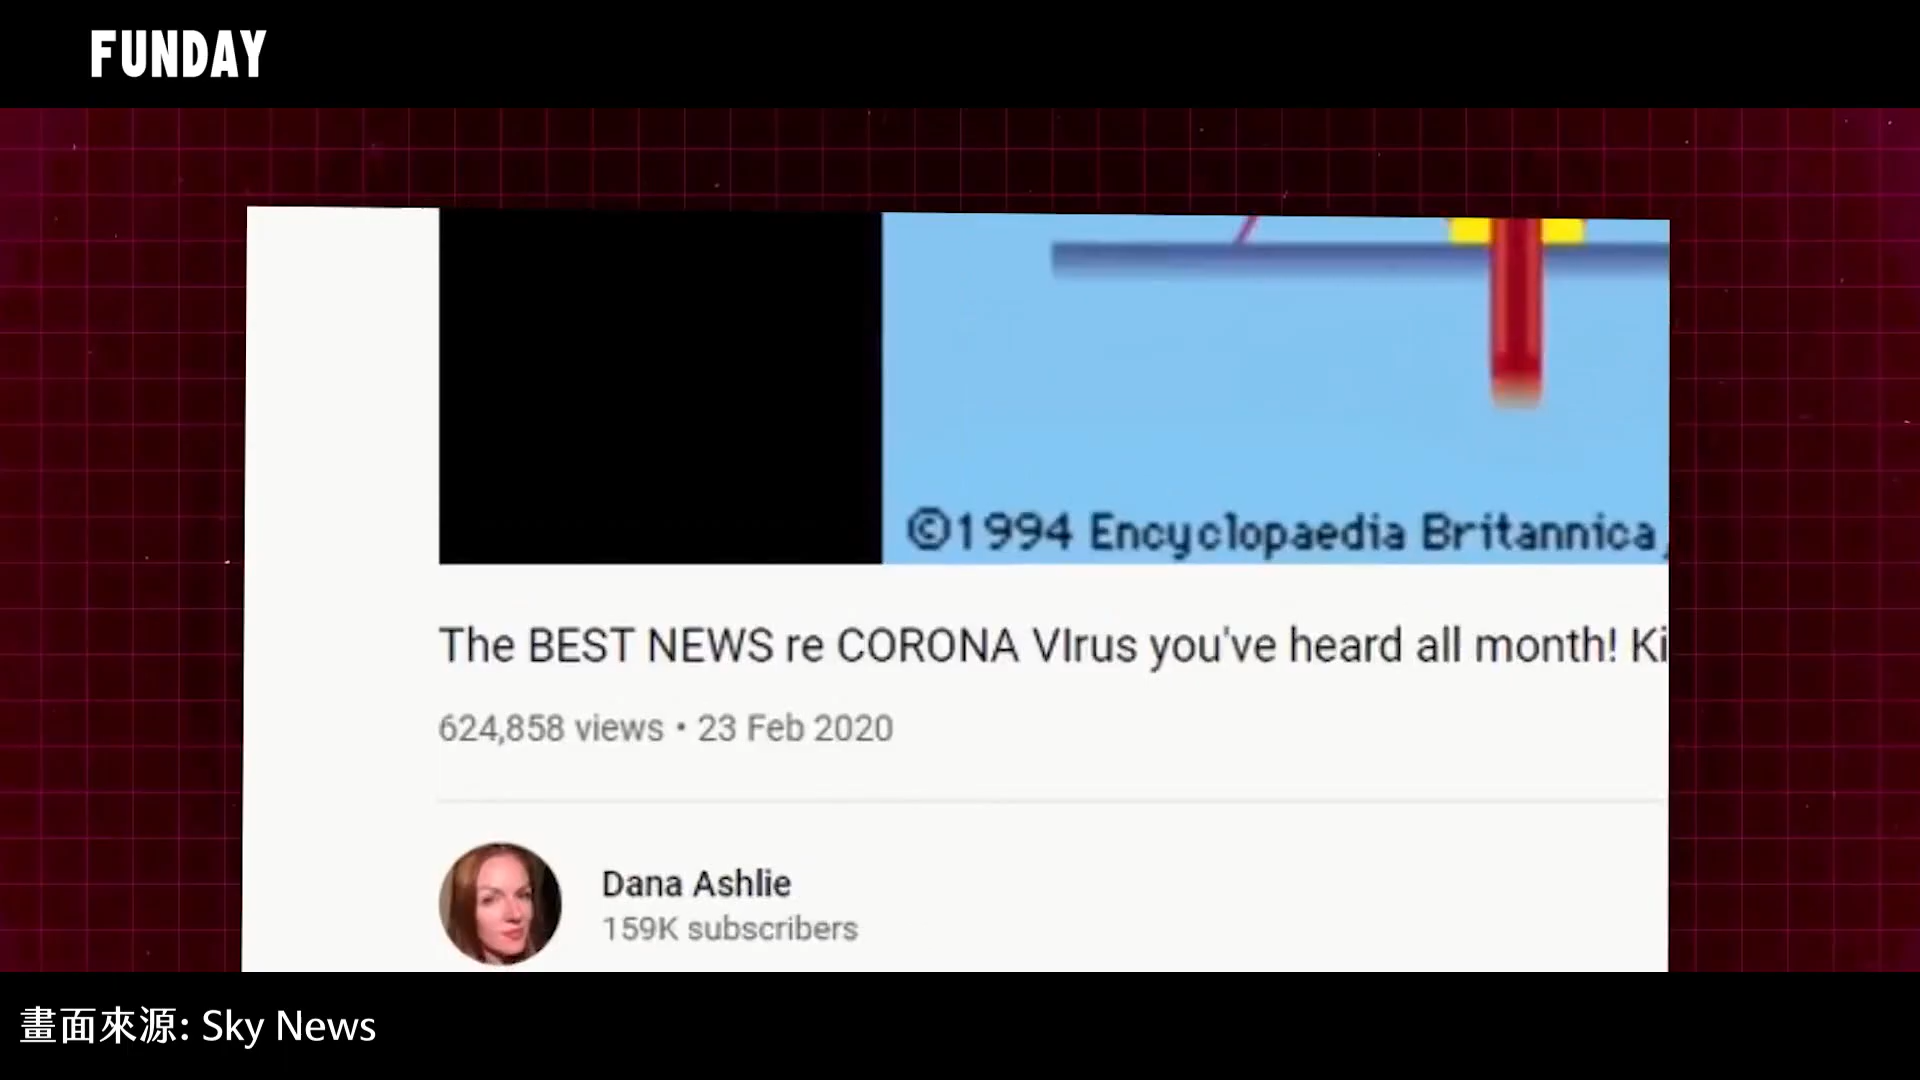 FUNDAY
©1994 Encyclopaedia Britannica,
The BEST NEWS re CORONA VIrus you've heard all month! Ki
624,858 views • 23 Feb 2020
Dana Ashlie
159K subscribers
畫面來源: Sky News